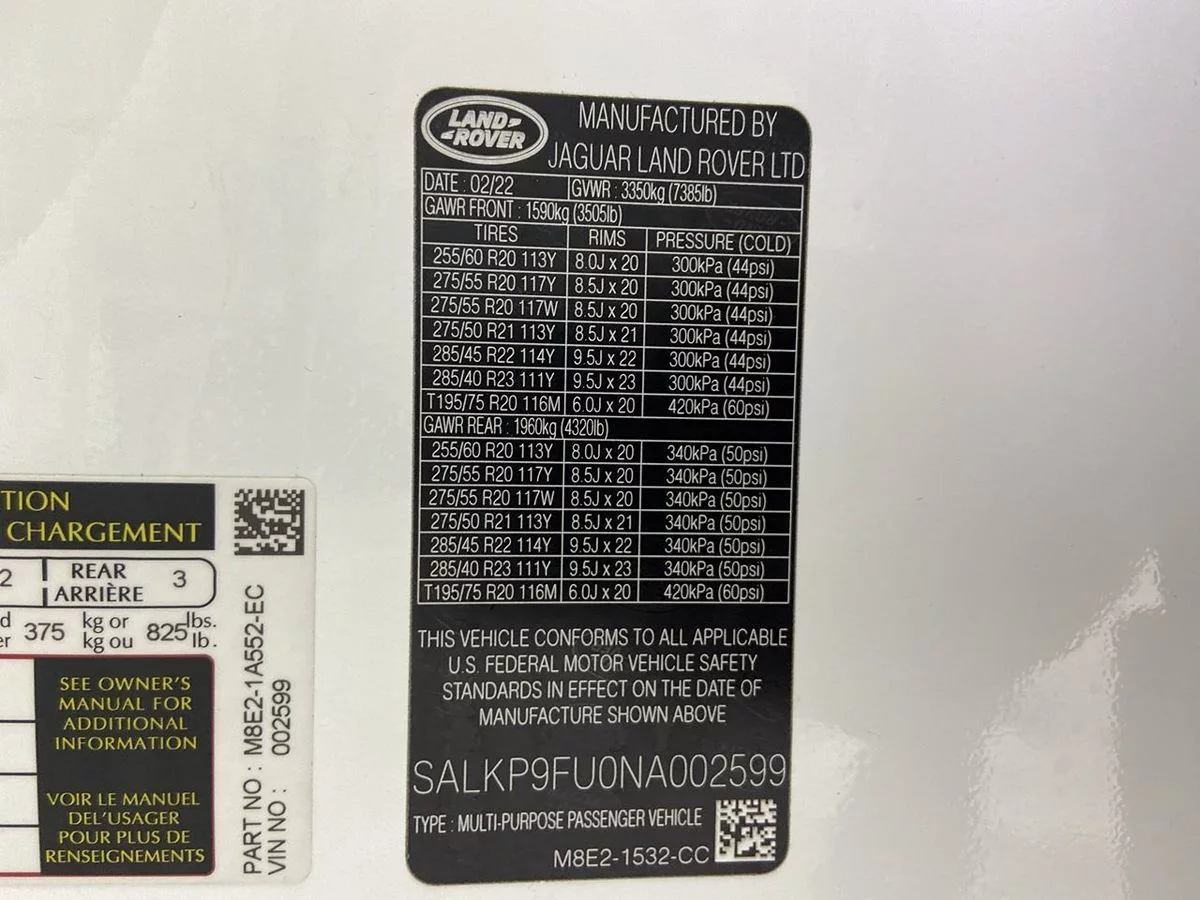 LAND-
-ROVER
MANUFACTURED BY
JAGUAR LAND ROVER LTD
DATE : 02/22 GVWR : 3350kg (7385lb)
GAWR FRONT : 1590kg (3505lb)
TIRES RIMS PRESSURE (COLD)
255/60 R20 113Y 8.0J x 20 300kPa (44psi)
275/55 R20 117Y 8.5J x 20 300kPa (44psi)
275/55 R20 117W 8.5J x 20 300kPa (44psi)
275/50 R21 113Y 8.5J x 21 300kPa (44psi)
285/45 R22 114Y 9.5J x 22 300kPa (44psi)
285/40 R23 111Y 9.5J x 23 300kPa (44psi)
T195/75 R20 116M 6.0J x 20 420kPa (60psi)
GAWR REAR : 1960kg (4320lb)
255/60 R20 113Y 8.0J x 20 340kPa (50psi)
275/55 R20 117Y 8.5J x 20 340kPa (50psi)
275/55 R20 117W 8.5J x 20 340kPa (50psi)
275/50 R21 113Y 8.5J x 21 340kPa (50psi)
285/45 R22 114Y 9.5J x 22 340kPa (50psi)
285/40 R23 111Y 9.5J x 23 340kPa (50psi)
T195/75 R20 116M 6.0J x 20 420kPa (60psi)
THIS VEHICLE CONFORMS TO ALL APPLICABLE
U.S. FEDERAL MOTOR VEHICLE SAFETY
STANDARDS IN EFFECT ON THE DATE OF
MANUFACTURE SHOWN ABOVE
SALKP9FU0NA002599
TYPE : MULTI-PURPOSE PASSENGER VEHICLE
M8E2-1532-CC
TION
CHARGEMENT
2 REAR 3
ARRIÈRE
d 375 kg or 825 lbs.
er kg ou lb.
SEE OWNER'S
MANUAL FOR
ADDITIONAL
INFORMATION
VOIR LE MANUEL
DEL'USAGER
POUR PLUS DE
RENSEIGNEMENTS
PART NO : M8E2-1A552-EC
VIN NO : 002599